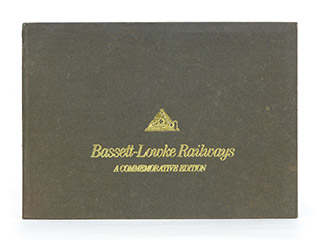 Bassett-Lowke Railways
A COMMEMORATIVE EDITION